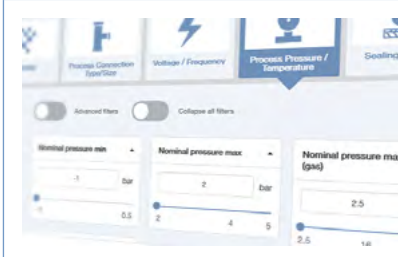 Process Connection
Type/Size
Voltage / Frequency
Process Pressure /
Temperature
Sealing
Advanced filters
Collapse all filters
Nominal pressure min
-1
bar
-1
0.5
Nominal pressure max
2
bar
2
4
5
Nominal pressure ma
(gas)
2.5
2.5
16